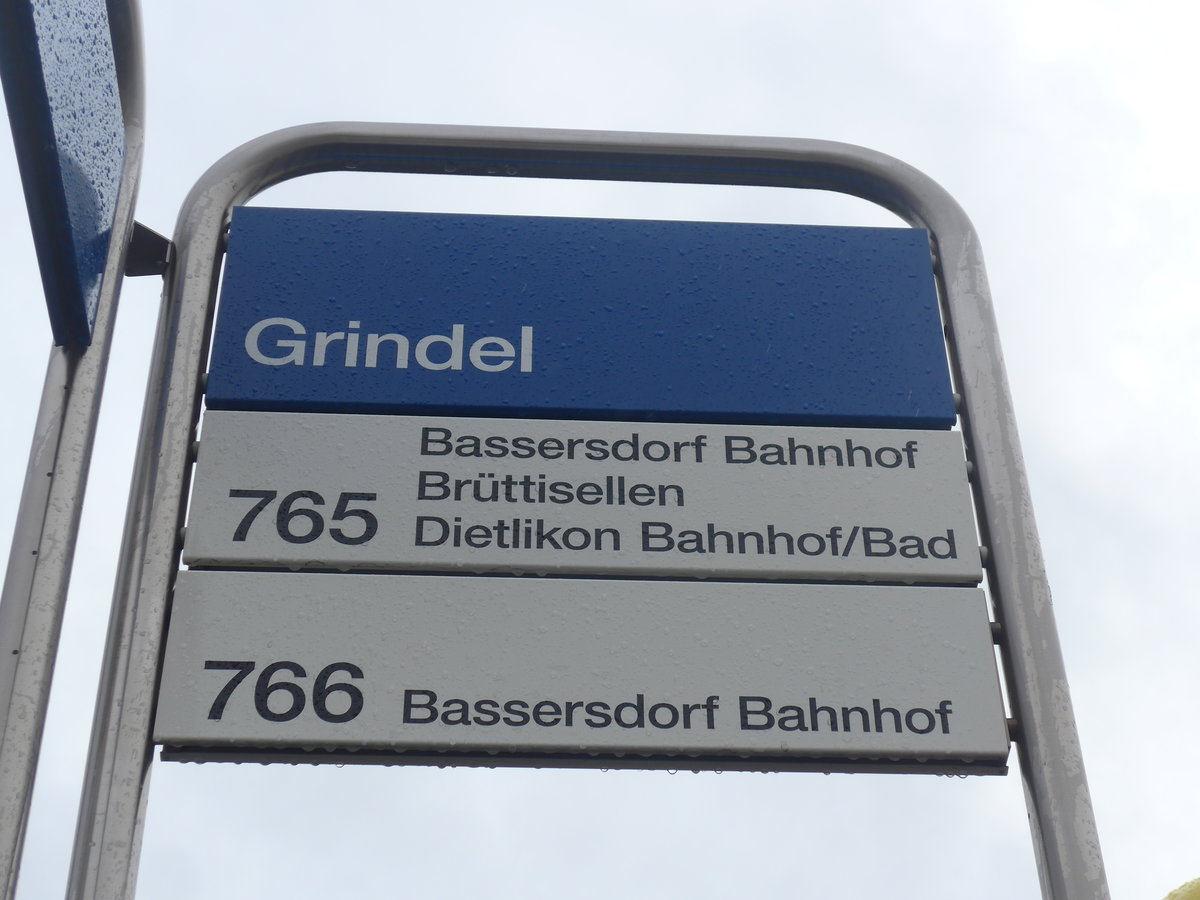 Grindel
Bassersdorf Bahnhof
Brüttisellen
765 Dietlikon Bahnhof/Bad
766 Bassersdorf Bahnhof